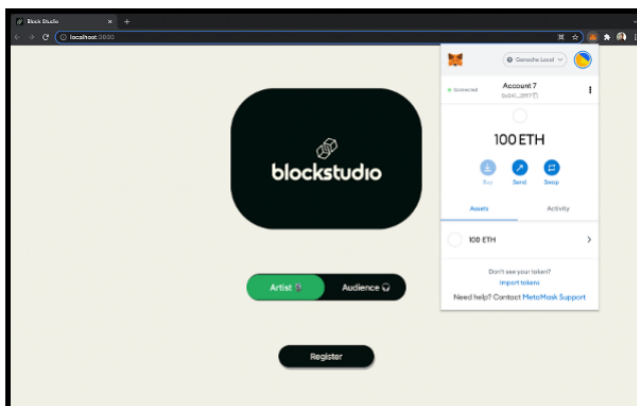 Block Studio
localhost:3000
Ganache Local
Connected
Account 7
100 ETH
Buy
Send
Swap
Assets
Activity
100 ETH
Don't see your token?
Import tokens
Need help? Contact MetaMask Support
blockstudio
Artist
Audience
Register